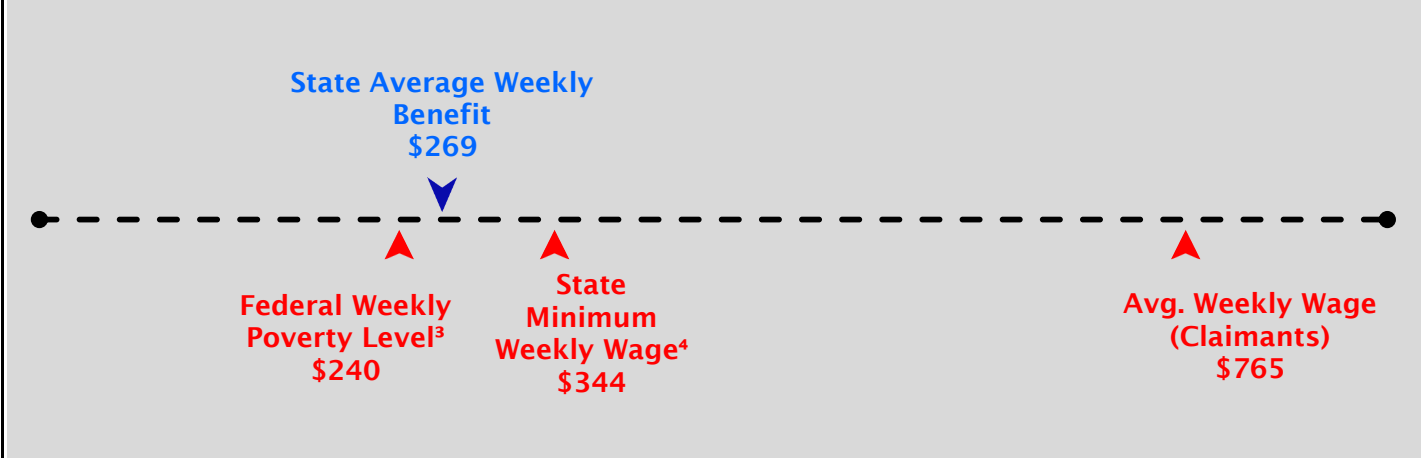 State Average Weekly
Benefit
$269
Federal Weekly
Poverty Level³
$240
State
Minimum
Weekly Wage⁴
$344
Avg. Weekly Wage
(Claimants)
$765